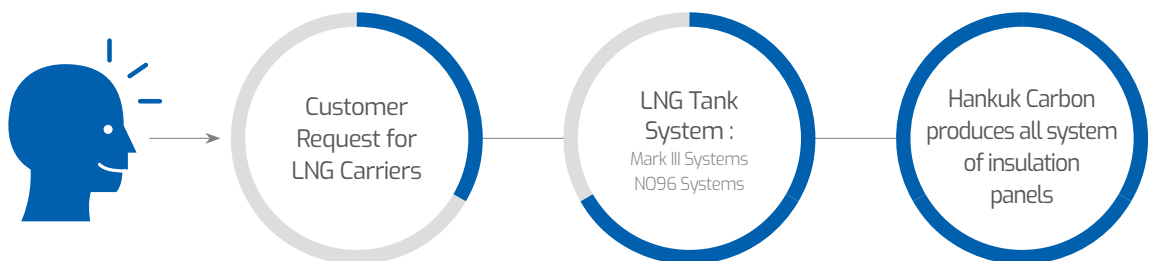 Customer
Request for
LNG Carriers
LNG Tank
System :
Mark III Systems
NO96 Systems
Hankuk Carbon
produces all system
of insulation
panels